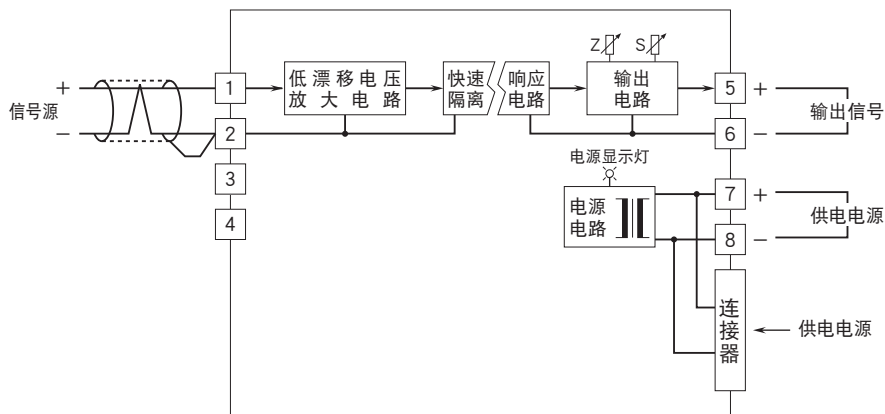 Z
S
+
信号源
−
1
2
3
4
低漂移电压
放大电路
快速
隔离
响应
电路
输出
电路
5
+
输出信号
6
−
电源显示灯
电源
电路
7
+
供电电源
8
−
连
接
器
供电电源